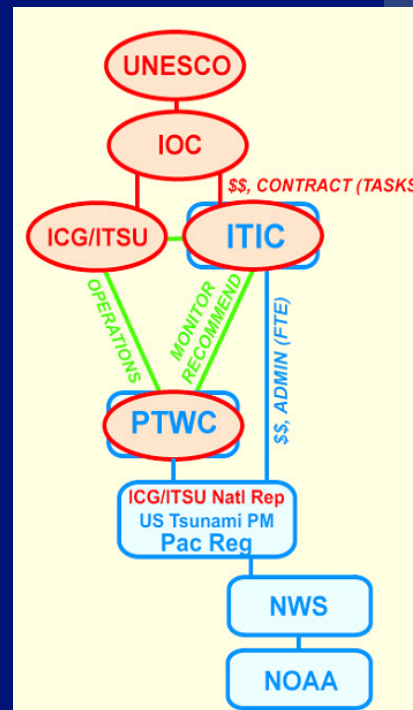 UNESCO
IOC
$$, CONTRACT (TASKS
ICG/ITSU
ITIC
OPERATIONS
MONITOR
RECOMMEND
$$, ADMIN (FTE)
PTWC
ICG/ITSU Natl Rep
US Tsunami PM
Pac Reg
NWS
NOAA